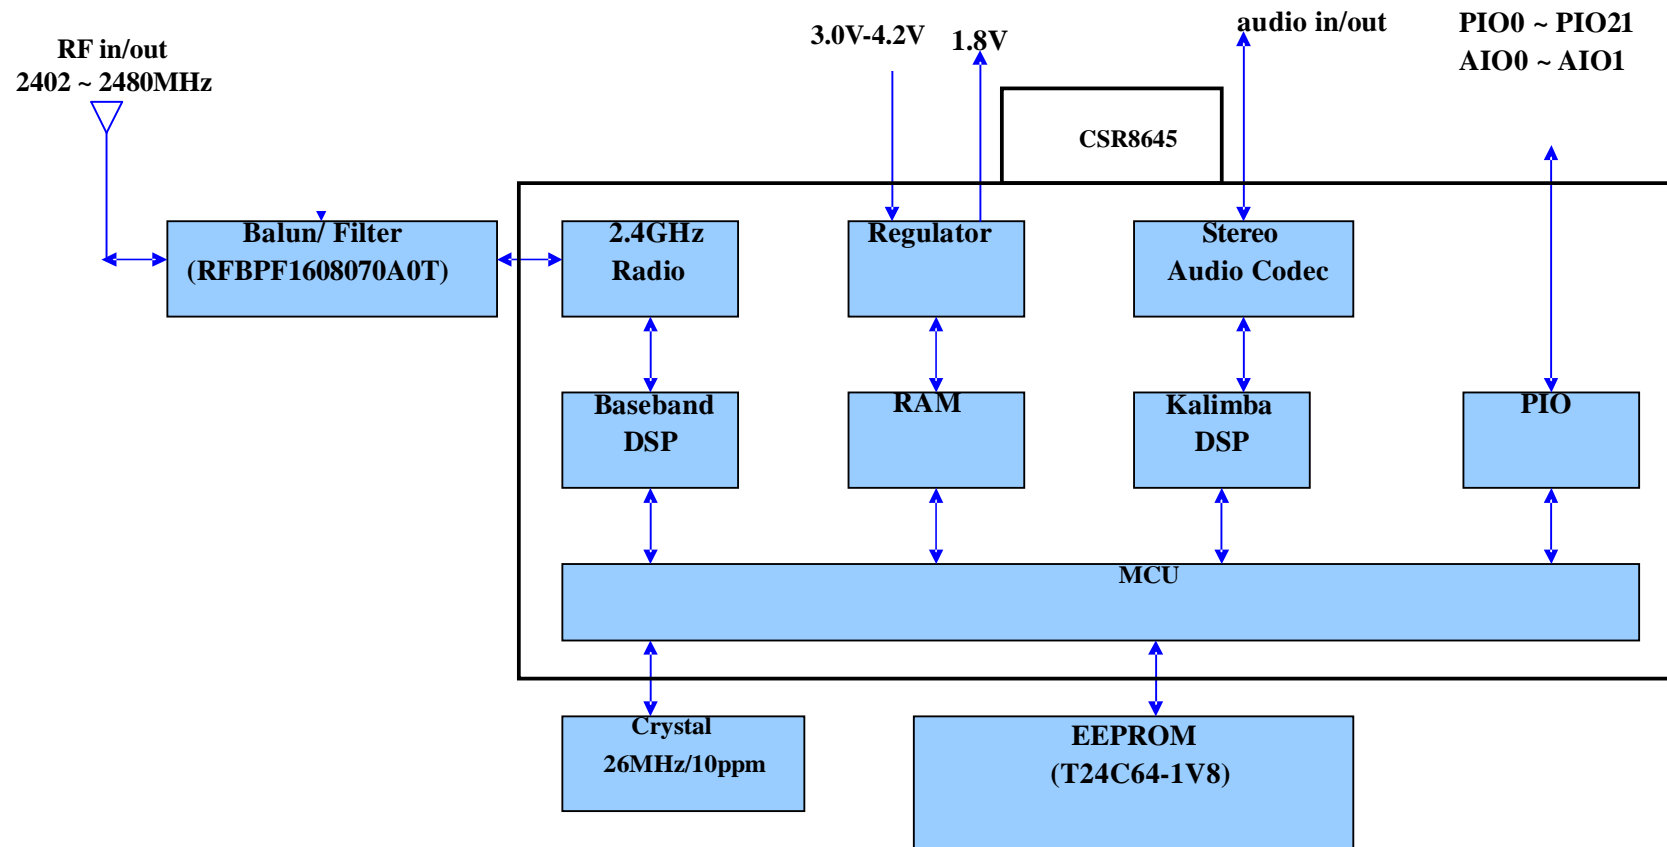 RF in/out
2402 ~ 2480MHz
3.0V-4.2V
1.8V
audio in/out
PIO0 ~ PIO21
AIO0 ~ AIO1
CSR8645
Balun/ Filter
(RFBPF1608070A0T)
2.4GHz
Radio
Regulator
Stereo
Audio Codec
Baseband
DSP
RAM
Kalimba
DSP
PIO
MCU
Crystal
26MHz/10ppm
EEPROM
(T24C64-1V8)